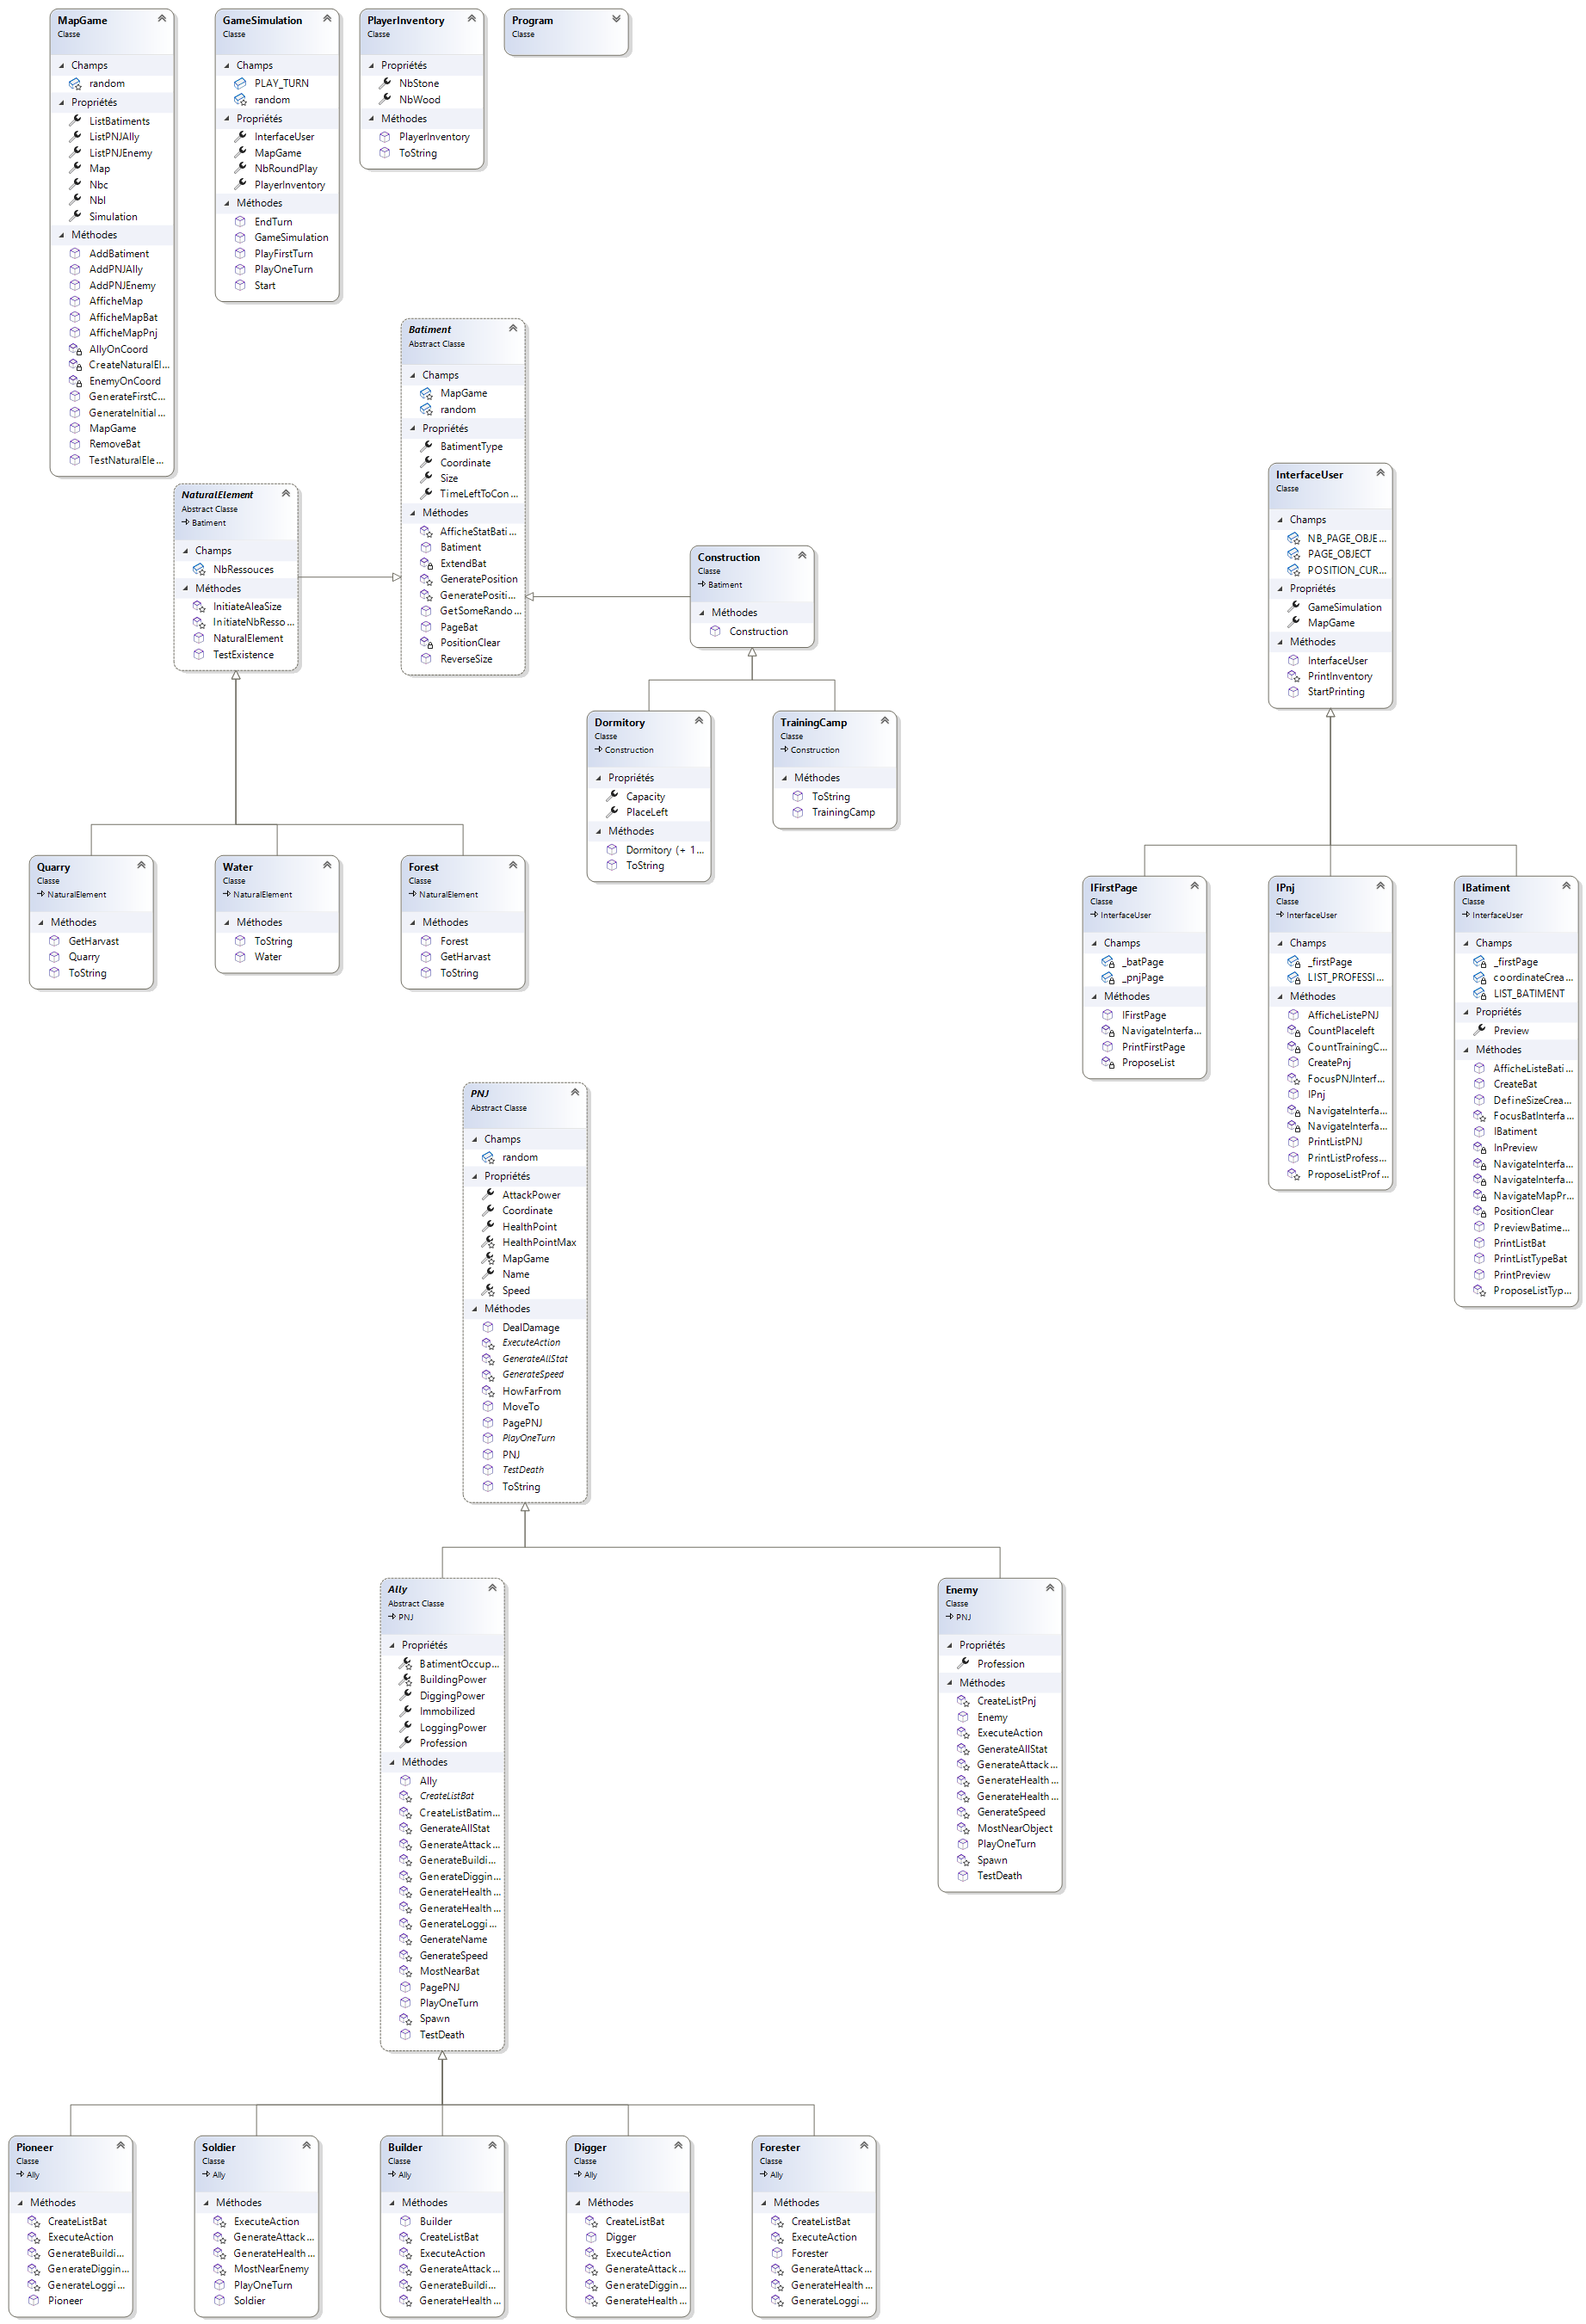 MapGame
Classe
Champs
random
Propriétés
ListBatiments
ListPNJAlly
ListPNJEnemy
Map
Nbc
Nbl
Simulation
Méthodes
AddBatiment
AddPNJAlly
AddPNJEnemy
AfficheMap
AfficheMapBat
AfficheMapPnj
AllyOnCoord
CreateNaturalEl...
EnemyOnCoord
GenerateFirstC...
GenerateInitial...
MapGame
RemoveBat
TestNaturalEle...
GameSimulation
Classe
Champs
PLAY_TURN
random
Propriétés
InterfaceUser
MapGame
NbRoundPlay
PlayerInventory
Méthodes
EndTurn
GameSimulation
PlayFirstTurn
PlayOneTurn
Start
PlayerInventory
Classe
Propriétés
NbStone
NbWood
Méthodes
PlayerInventory
ToString
Program
Classe
Batiment
Abstract Classe
Champs
MapGame
random
Propriétés
BatimentType
Coordinate
Size
TimeLeftToCon...
Méthodes
AfficheStatBati...
Batiment
ExtendBat
GeneratePosition
GeneratePositi...
GetSomeRando...
PageBat
PositionClear
ReverseSize
NaturalElement
Abstract Classe
Batiment
Champs
NbRessouces
Méthodes
InitiateAleaSize
InitiateNbResso...
NaturalElement
TestExistence
Construction
Classe
Batiment
Méthodes
Construction
InterfaceUser
Classe
Champs
NB_PAGE_OBJE...
PAGE_OBJECT
POSITION_CUR...
Propriétés
GameSimulation
MapGame
Méthodes
InterfaceUser
PrintInventory
StartPrinting
Dormitory
Classe
Construction
Propriétés
Capacity
PlaceLeft
Méthodes
Dormitory (+ 1...
ToString
TrainingCamp
Classe
Construction
Méthodes
ToString
TrainingCamp
Quarry
Classe
NaturalElement
Méthodes
GetHarvast
Quarry
ToString
Water
Classe
NaturalElement
Méthodes
ToString
Water
Forest
Classe
NaturalElement
Méthodes
Forest
GetHarvast
ToString
IFirstPage
Classe
InterfaceUser
Champs
_batPage
_pnjPage
Méthodes
IFirstPage
NavigateInterfa...
PrintFirstPage
ProposeList
IPnj
Classe
InterfaceUser
Champs
_firstPage
LIST_PROFESSI...
Méthodes
AfficheListePNJ
CountPlaceleft
CountTrainingC...
CreatePnj
FocusPNJInterf...
IPnj
NavigateInterfa...
NavigateInterfa...
PrintListPNJ
PrintListProfess...
ProposeListProf...
IBatiment
Classe
InterfaceUser
Champs
_firstPage
coordinateCrea...
LIST_BATIMENT
Propriétés
Preview
Méthodes
AfficheListeBati...
CreateBat
DefineSizeCrea...
FocusBatInterfa...
IBatiment
InPreview
NavigateInterfa...
NavigateInterfa...
NavigateMapPr...
PositionClear
PreviewBatime...
PrintListBat
PrintListTypeBat
PrintPreview
ProposeListTyp...
PNJ
Abstract Classe
Champs
random
Propriétés
AttackPower
Coordinate
HealthPoint
HealthPointMax
MapGame
Name
Speed
Méthodes
DealDamage
ExecuteAction
GenerateAllStat
GenerateSpeed
HowFarFrom
MoveTo
PagePNJ
PlayOneTurn
PNJ
TestDeath
ToString
Ally
Abstract Classe
PNJ
Propriétés
BatimentOccup...
BuildingPower
DiggingPower
Immobilized
LoggingPower
Profession
Méthodes
Ally
CreateListBat
CreateListBatim...
GenerateAllStat
GenerateAttack...
GenerateBuildi...
GenerateDiggin...
GenerateHealth...
GenerateHealth...
GenerateLoggi...
GenerateName
GenerateSpeed
MostNearBat
PagePNJ
PlayOneTurn
Spawn
TestDeath
Enemy
Classe
PNJ
Propriétés
Profession
Méthodes
CreateListPnj
Enemy
ExecuteAction
GenerateAllStat
GenerateAttack...
GenerateHealth...
GenerateHealth...
GenerateSpeed
MostNearObject
PlayOneTurn
Spawn
TestDeath
Pioneer
Classe
Ally
Méthodes
CreateListBat
ExecuteAction
GenerateBuildi...
GenerateDiggin...
GenerateLoggi...
Pioneer
Soldier
Classe
Ally
Méthodes
ExecuteAction
GenerateAttack...
GenerateHealth...
MostNearEnemy
PlayOneTurn
Soldier
Builder
Classe
Ally
Méthodes
Builder
CreateListBat
ExecuteAction
GenerateAttack...
GenerateBuildi...
GenerateHealth...
Digger
Classe
Ally
Méthodes
CreateListBat
Digger
ExecuteAction
GenerateAttack...
GenerateDiggin...
GenerateHealth...
Forester
Classe
Ally
Méthodes
CreateListBat
ExecuteAction
Forester
GenerateAttack...
GenerateHealth...
GenerateLoggi...